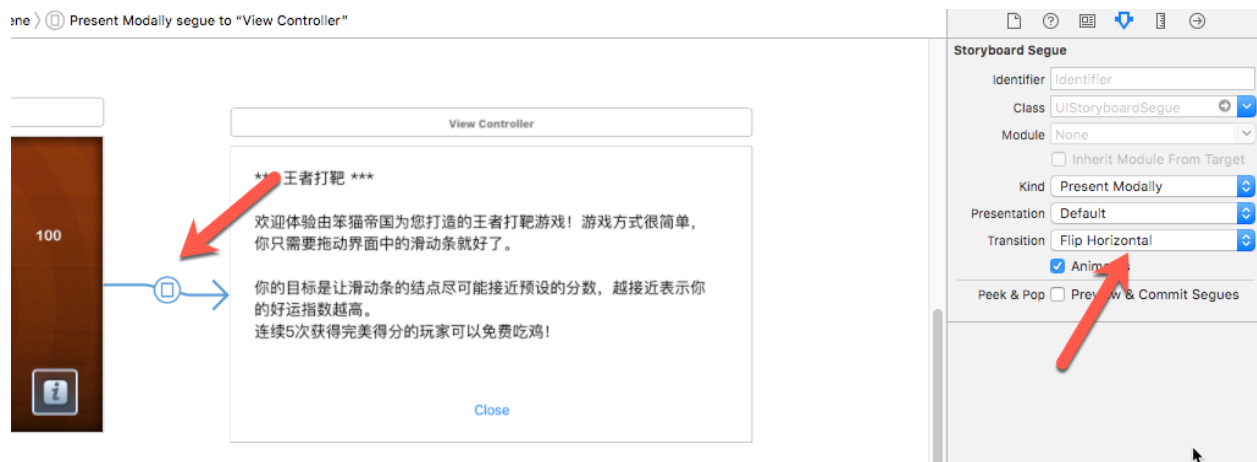 ene 〉 Present Modally segue to “View Controller”
Storyboard Segue
Identifier Identifier
Class UIStoryboardSegue
Module None
Inherit Module From Target
Kind Present Modally
Presentation Default
Transition Flip Horizontal
Peek & Pop Preview & Commit Segues
100
View Controller
*** 王者打靶 ***
欢迎体验由笨猫帝国为您打造的王者打靶游戏！游戏方式很简单，
你只需要拖动界面中的滑动条就好了。
你的目标是让滑动条的结点尽可能接近预设的分数，越接近表示你
的好运指数越高。
连续5次获得完美得分的玩家可以免费吃鸡！
Close